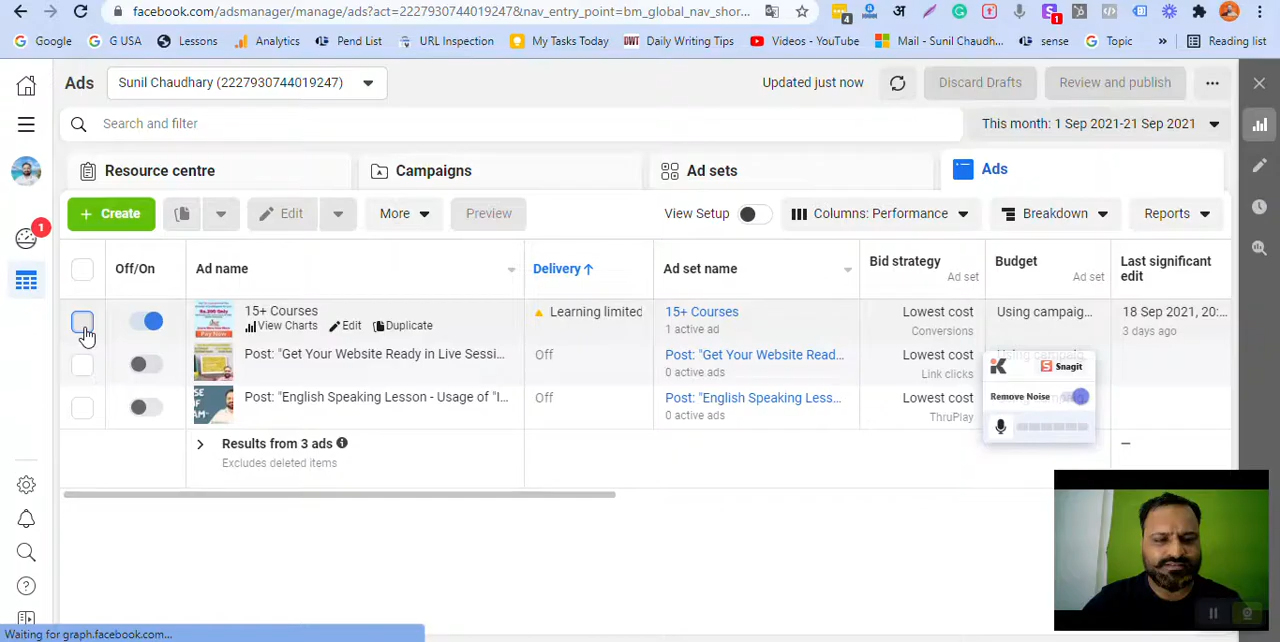 facebook.com/adsmanager/manage/ads?act=22279307440192478&nav_entry_point=bm_global_nav_shor...
4
अ
1
Google
G USA
Lessons
Analytics
Pend List
URL Inspection
My Tasks Today
DWT Daily Writing Tips
Videos - YouTube
Mail - Sunil Chaudh...
sense
Topic
»
Reading list
Ads
Sunil Chaudhary (2227930744019247)
Updated just now
Discard Drafts
Review and publish
Search and filter
This month: 1 Sep 2021-21 Sep 2021
Resource centre
Campaigns
Ad sets
Ads
+ Create
Edit
More
Preview
View Setup
Columns: Performance
Breakdown
Reports
1
Off/On
Ad name
Delivery ↑
Ad set name
Bid strategy
Ad set
Budget
Ad set
Last significant
edit
15+ Courses
View Charts
Edit
Duplicate
Learning limited
15+ Courses
1 active ad
Lowest cost
Conversions
Using campaig...
18 Sep 2021, 20:...
3 days ago
Post: "Get Your Website Ready in Live Sessi...
Off
Post: "Get Your Website Read...
0 active ads
Lowest cost
Link clicks
Snagit
Remove Noise
Post: "English Speaking Lesson - Usage of "I...
Off
Post: "English Speaking Less...
0 active ads
Lowest cost
ThruPlay
Results from 3 ads
Excludes deleted items
—
Waiting for graph.facebook.com...